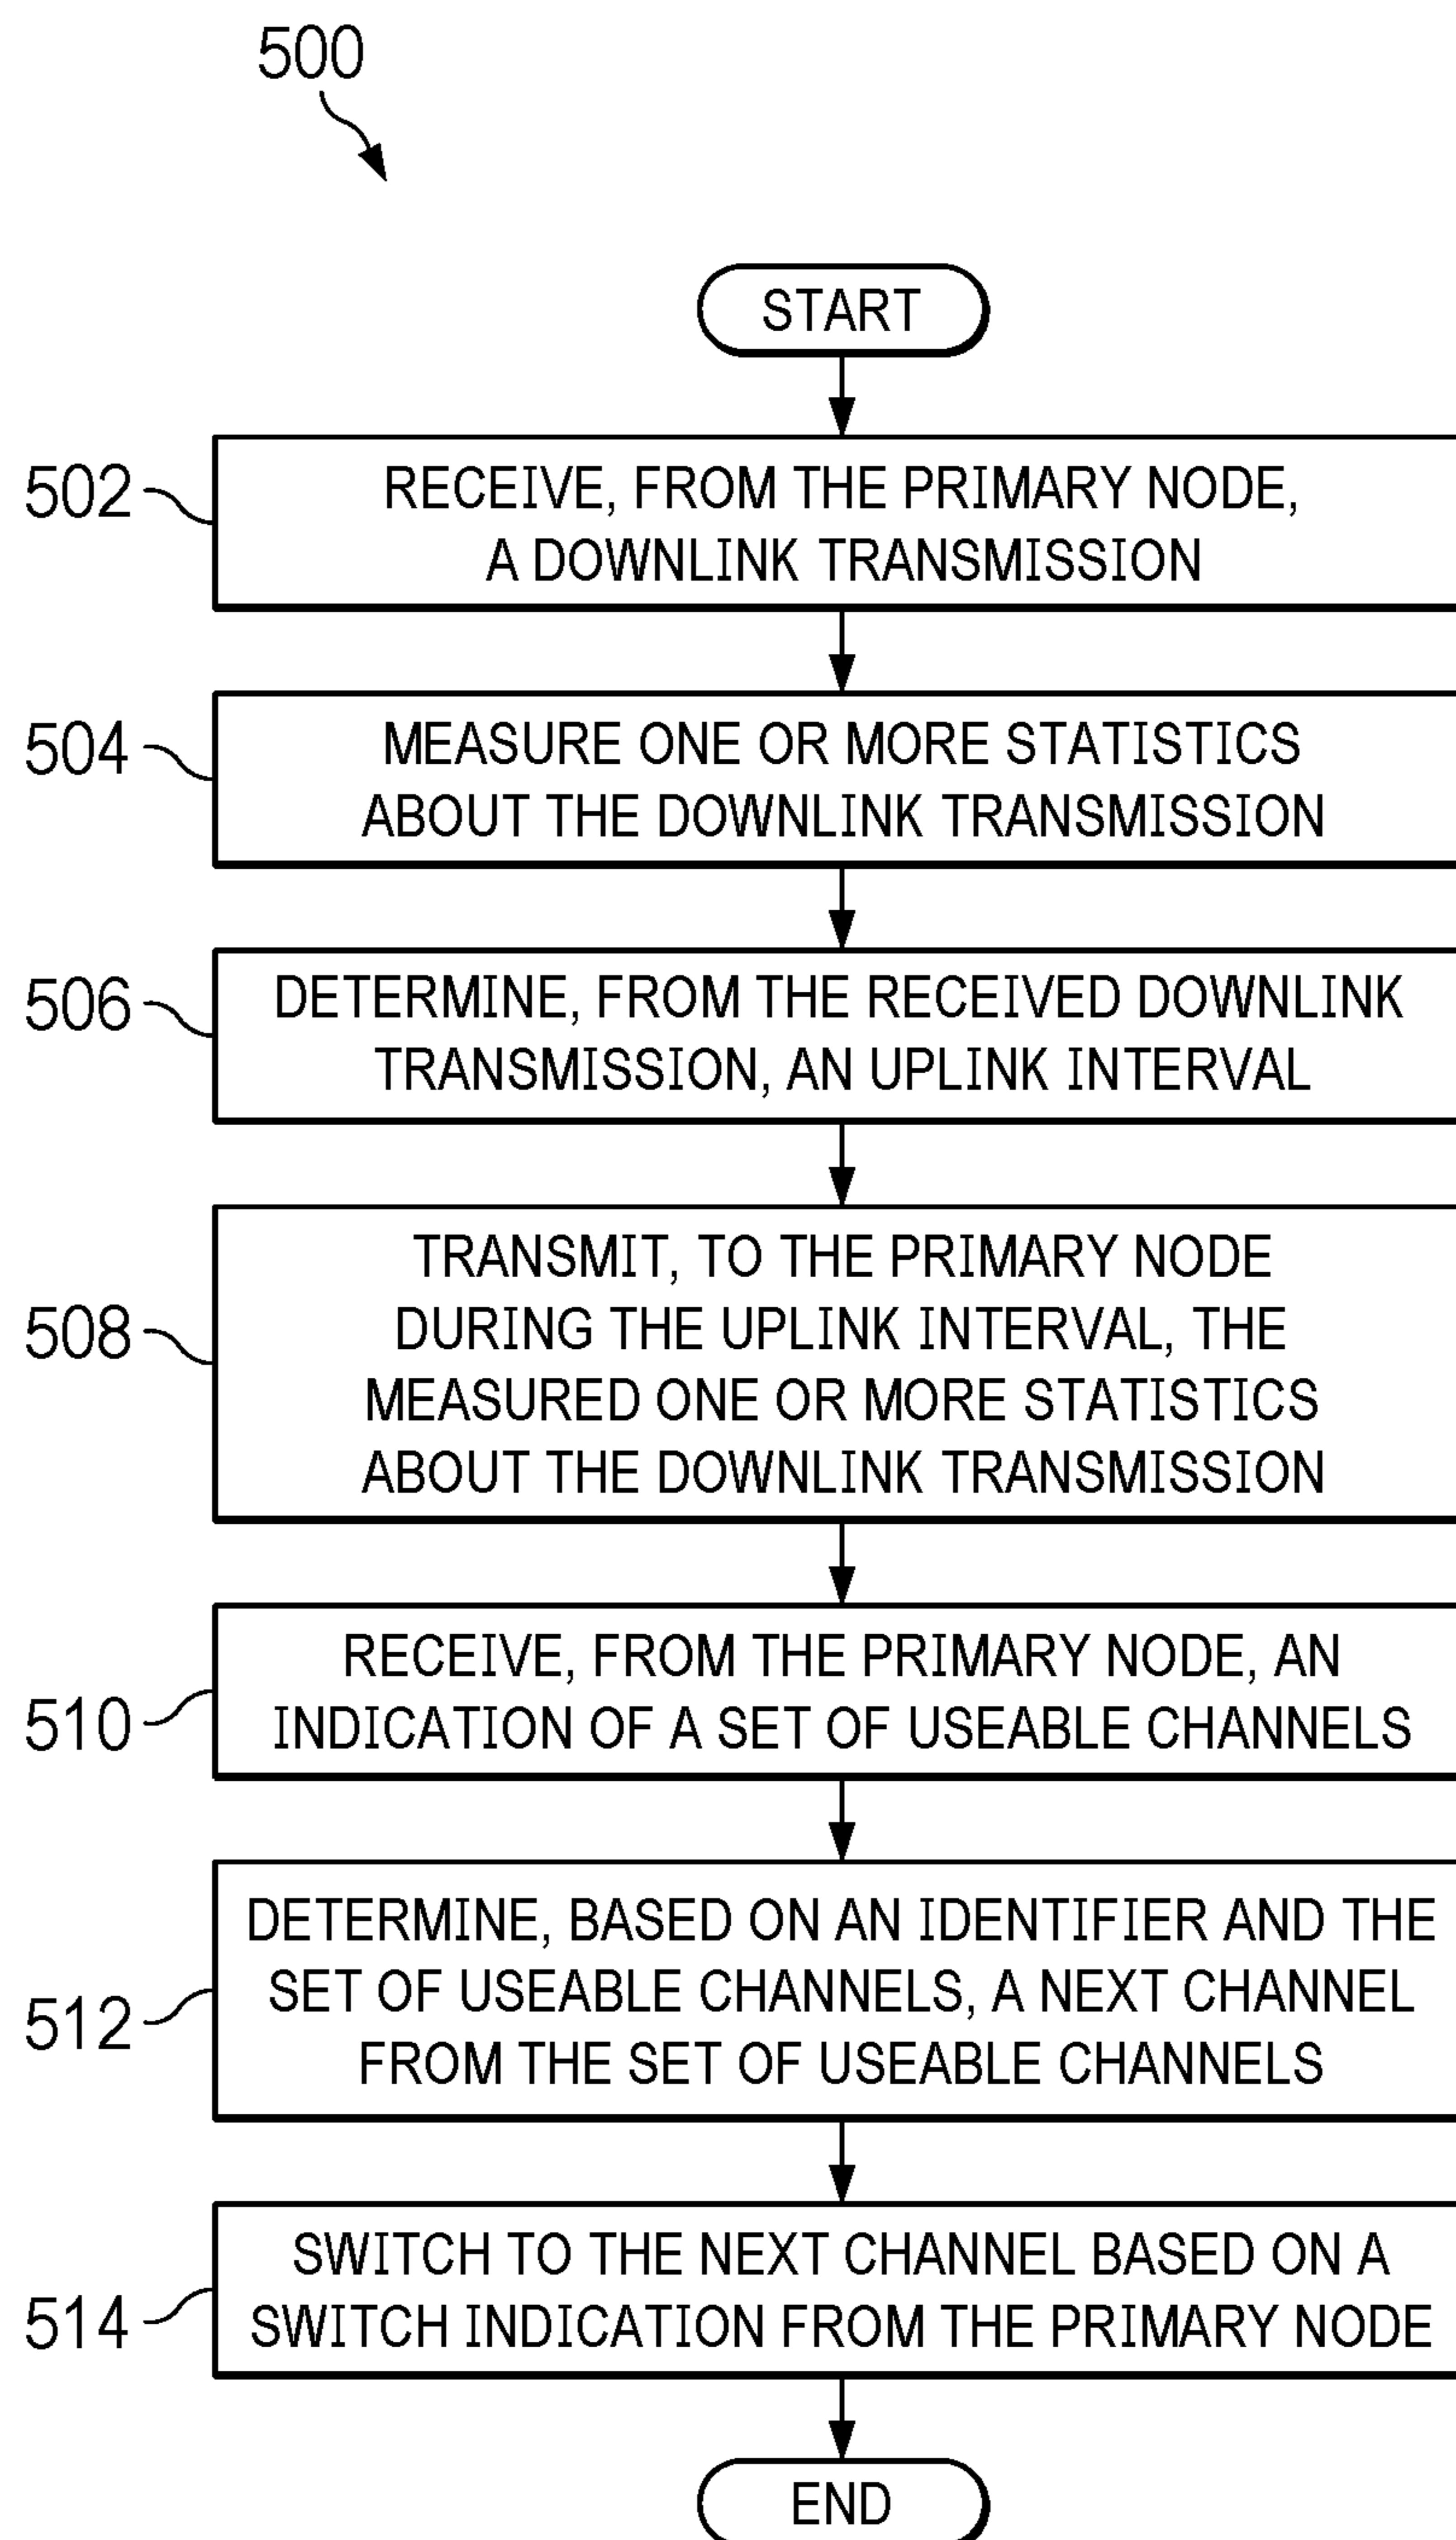 500
START
502
RECEIVE, FROM THE PRIMARY NODE,
A DOWNLINK TRANSMISSION
504
MEASURE ONE OR MORE STATISTICS
ABOUT THE DOWNLINK TRANSMISSION
506
DETERMINE, FROM THE RECEIVED DOWNLINK
TRANSMISSION, AN UPLINK INTERVAL
508
TRANSMIT, TO THE PRIMARY NODE
DURING THE UPLINK INTERVAL, THE
MEASURED ONE OR MORE STATISTICS
ABOUT THE DOWNLINK TRANSMISSION
510
RECEIVE, FROM THE PRIMARY NODE, AN
INDICATION OF A SET OF USEABLE CHANNELS
512
DETERMINE, BASED ON AN IDENTIFIER AND THE
SET OF USEABLE CHANNELS, A NEXT CHANNEL
FROM THE SET OF USEABLE CHANNELS
514
SWITCH TO THE NEXT CHANNEL BASED ON A
SWITCH INDICATION FROM THE PRIMARY NODE
END